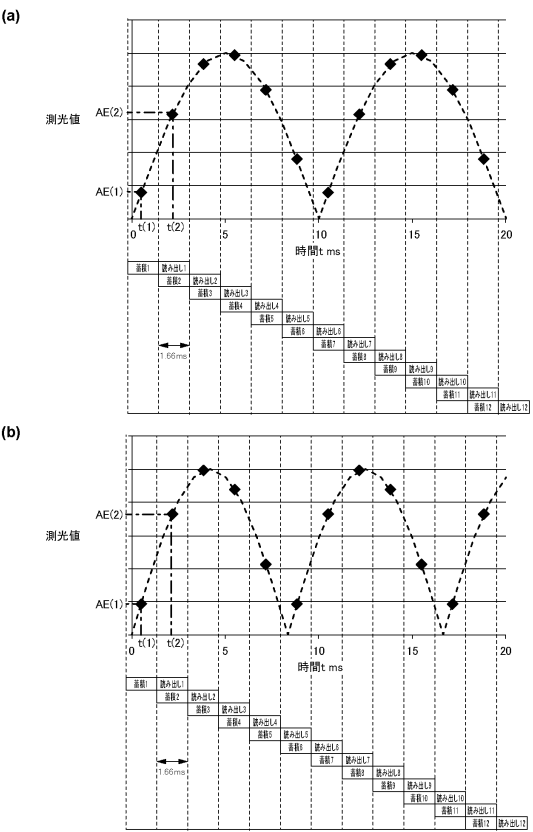 (a)
測光値
AE(2)
AE(1)
0 5 10 15 20
t(1) t(2)
時間t ms
蓄積1 読み出し1
蓄積2 読み出し2
蓄積3 読み出し3
蓄積4 読み出し4
蓄積5 読み出し5
蓄積6 読み出し6
1.66ms
蓄積7 読み出し7
蓄積8 読み出し8
蓄積9 読み出し9
蓄積10 読み出し10
蓄積11 読み出し11
蓄積12 読み出し12
(b)
測光値
AE(2)
AE(1)
0 5 10 15 20
t(1) t(2)
時間t ms
蓄積1 読み出し1
蓄積2 読み出し2
蓄積3 読み出し3
蓄積4 読み出し4
蓄積5 読み出し5
蓄積6 読み出し6
1.66ms
蓄積7 読み出し7
蓄積8 読み出し8
蓄積9 読み出し9
蓄積10 読み出し10
蓄積11 読み出し11
蓄積12 読み出し12